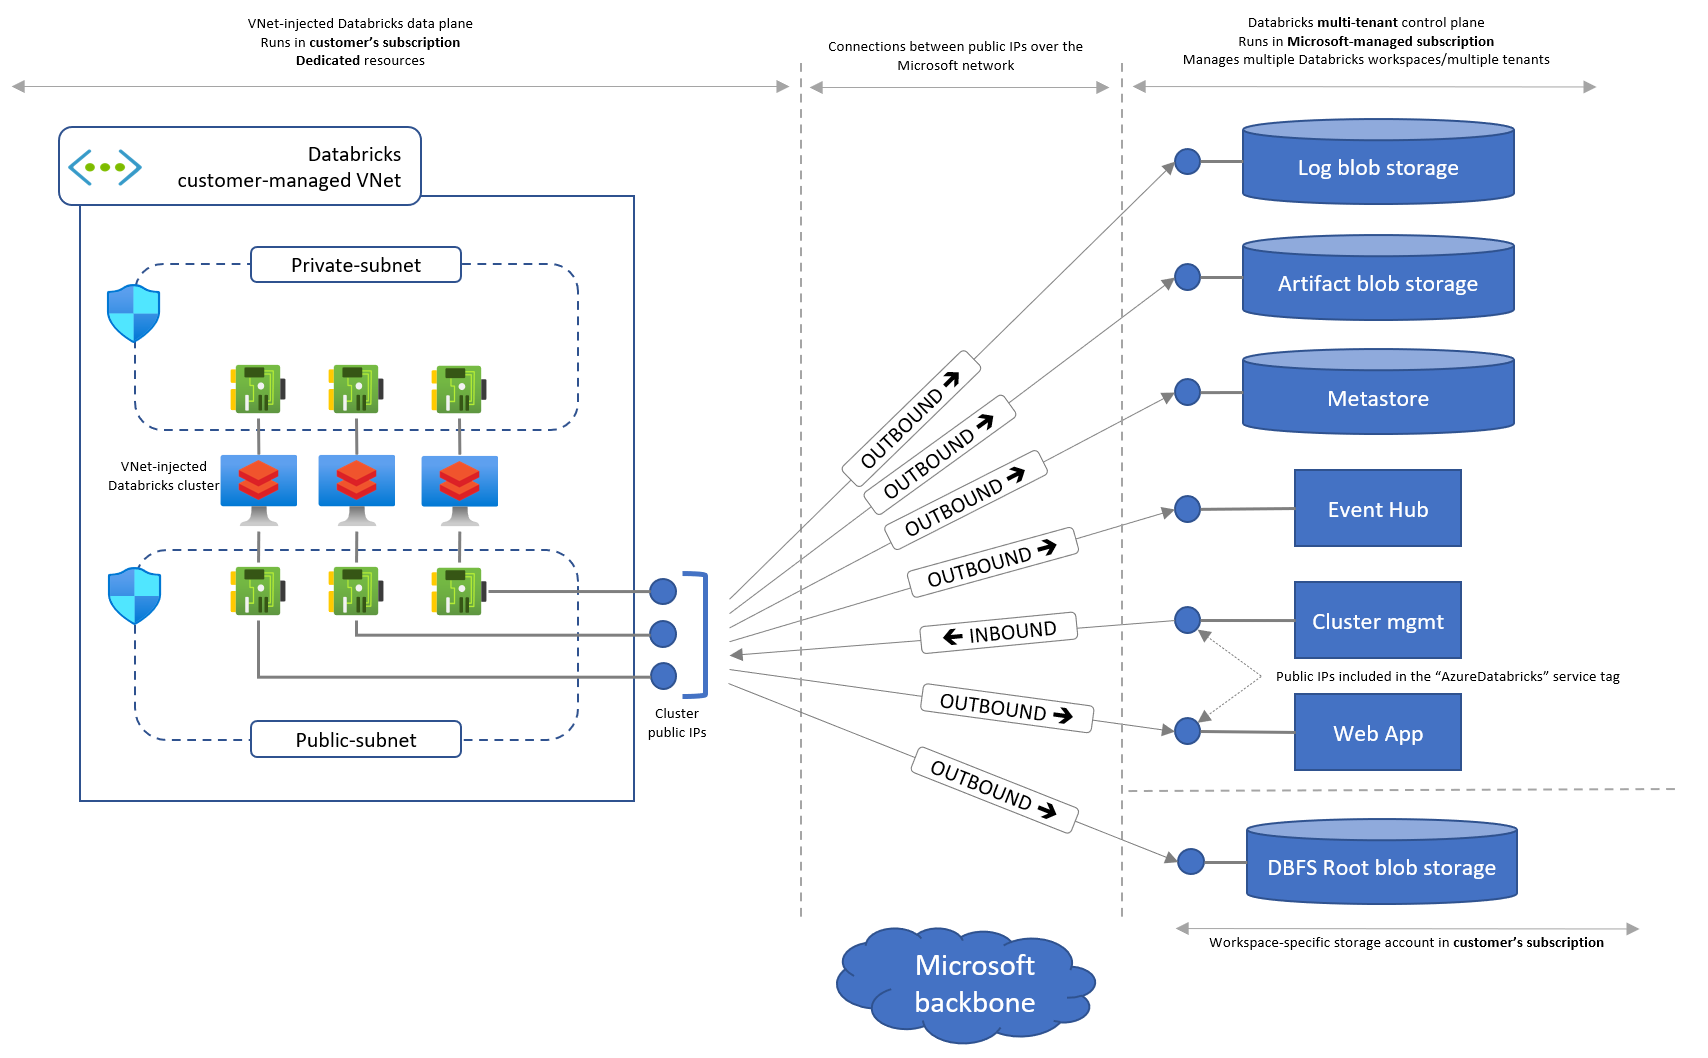 VNet-injected Databricks data plane
Runs in customer’s subscription
Dedicated resources
Connections between public IPs over the
Microsoft network
Databricks multi-tenant control plane
Runs in Microsoft-managed subscription
Manages multiple Databricks workspaces/multiple tenants
Databricks
customer-managed VNet
Private-subnet
VNet-injected
Databricks cluster
Public-subnet
Cluster
public IPs
OUTBOUND
OUTBOUND
OUTBOUND
OUTBOUND
INBOUND
OUTBOUND
OUTBOUND
Log blob storage
Artifact blob storage
Metastore
Event Hub
Cluster mgmt
Public IPs included in the “AzureDatabricks” service tag
Web App
DBFS Root blob storage
Workspace-specific storage account in customer’s subscription
Microsoft
backbone